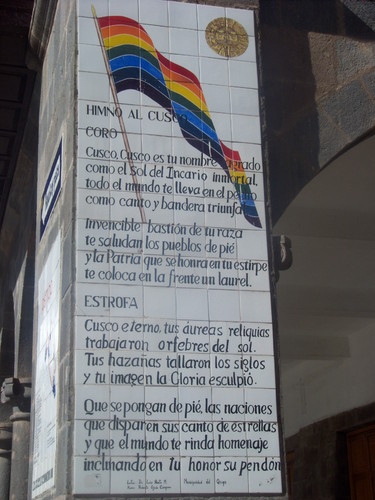 HIMNO AL CUSCO
CORO
Cusco, Cusco es tu nombre sagrado
como el sol del Incario inmortal,
todo el mundo te lleva en el pecho
como canto y bandera triunfal
Invencible bastión de tu raza
te saludan los pueblos de pié
y la Patria que se honra en tu estirpe
te coloca en la frente un laurel.
ESTROFA
Cusco eterno, tus áureas reliquias
trabajaron orfebres del sol.
Tus hazañas tallaron los siglos
y tu imagen la Gloria esculpió.
Que se pongan de pié, las naciones
que disparen sus canto de estrellas
y que el mundo te rinda homenaje
inclinando en tu honor su pendón